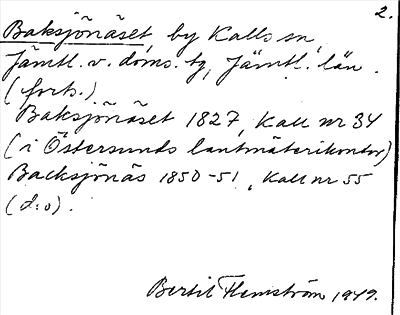 2.
Baksjönäset, by Kalls sn,
Jämtl. v. doms. tg, Jämtl. län.
(forts.)
Baksjönäset 1827, Kall nr 34
(i Östersunds lantmäterikontor)
Backsjönäs 1850-51, Kall nr 55
(d:o).
Bertil Flemström 1949.